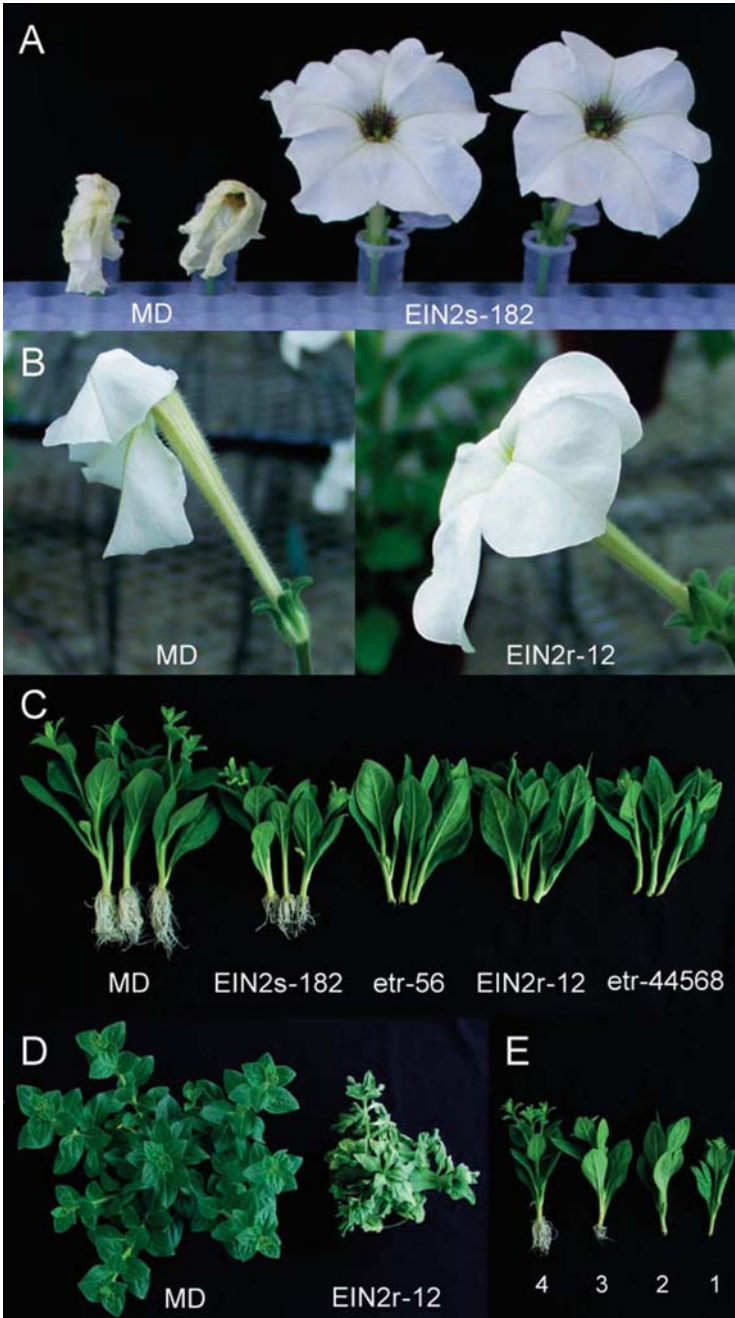 A
MD EIN2s-182
B
MD EIN2r-12
C
MD EIN2s-182 etr-56 EIN2r-12 etr-44568
D E
4 3 2 1
MD EIN2r-12